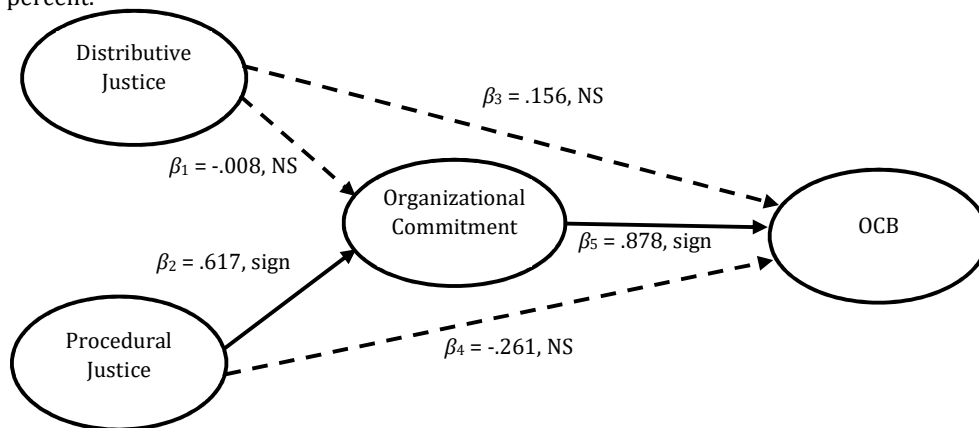 percent.
Distributive
Justice
β3 = .156, NS
β1 = -.008, NS
Organizational
Commitment
OCB
β5 = .878, sign
β2 = .617, sign
Procedural
Justice
β4 = -.261, NS